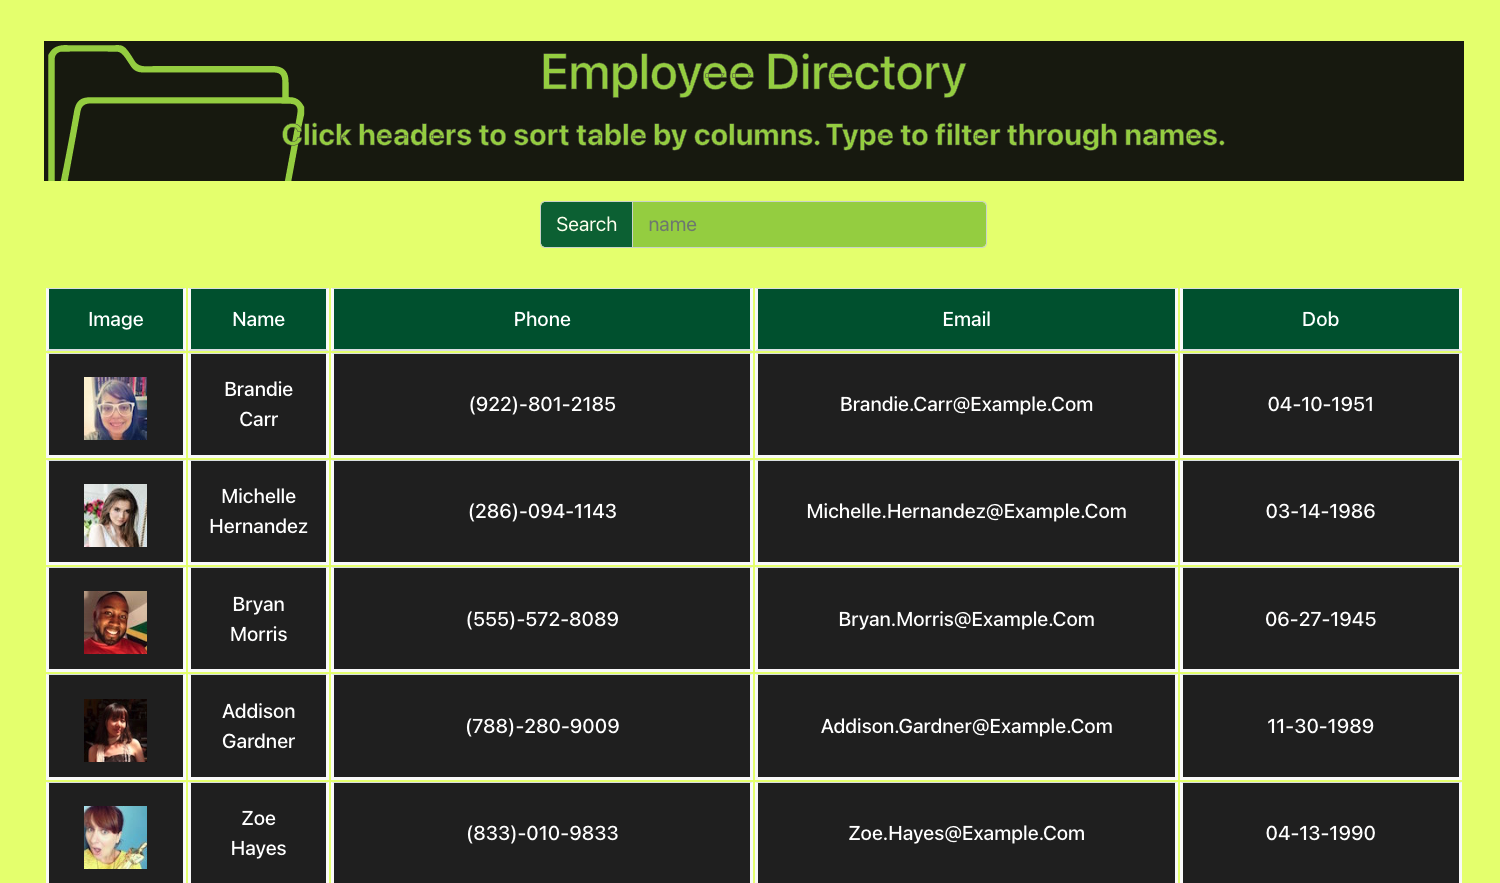 Employee Directory
Click headers to sort table by columns. Type to filter through names.
Search name
Image Name Phone Email Dob
Brandie
Carr
(922)-801-2185 Brandie.Carr@Example.Com 04-10-1951
Michelle
Hernandez
(286)-094-1143 Michelle.Hernandez@Example.Com 03-14-1986
Bryan
Morris
(555)-572-8089 Bryan.Morris@Example.Com 06-27-1945
Addison
Gardner
(788)-280-9009 Addison.Gardner@Example.Com 11-30-1989
Zoe
Hayes
(833)-010-9833 Zoe.Hayes@Example.Com 04-13-1990